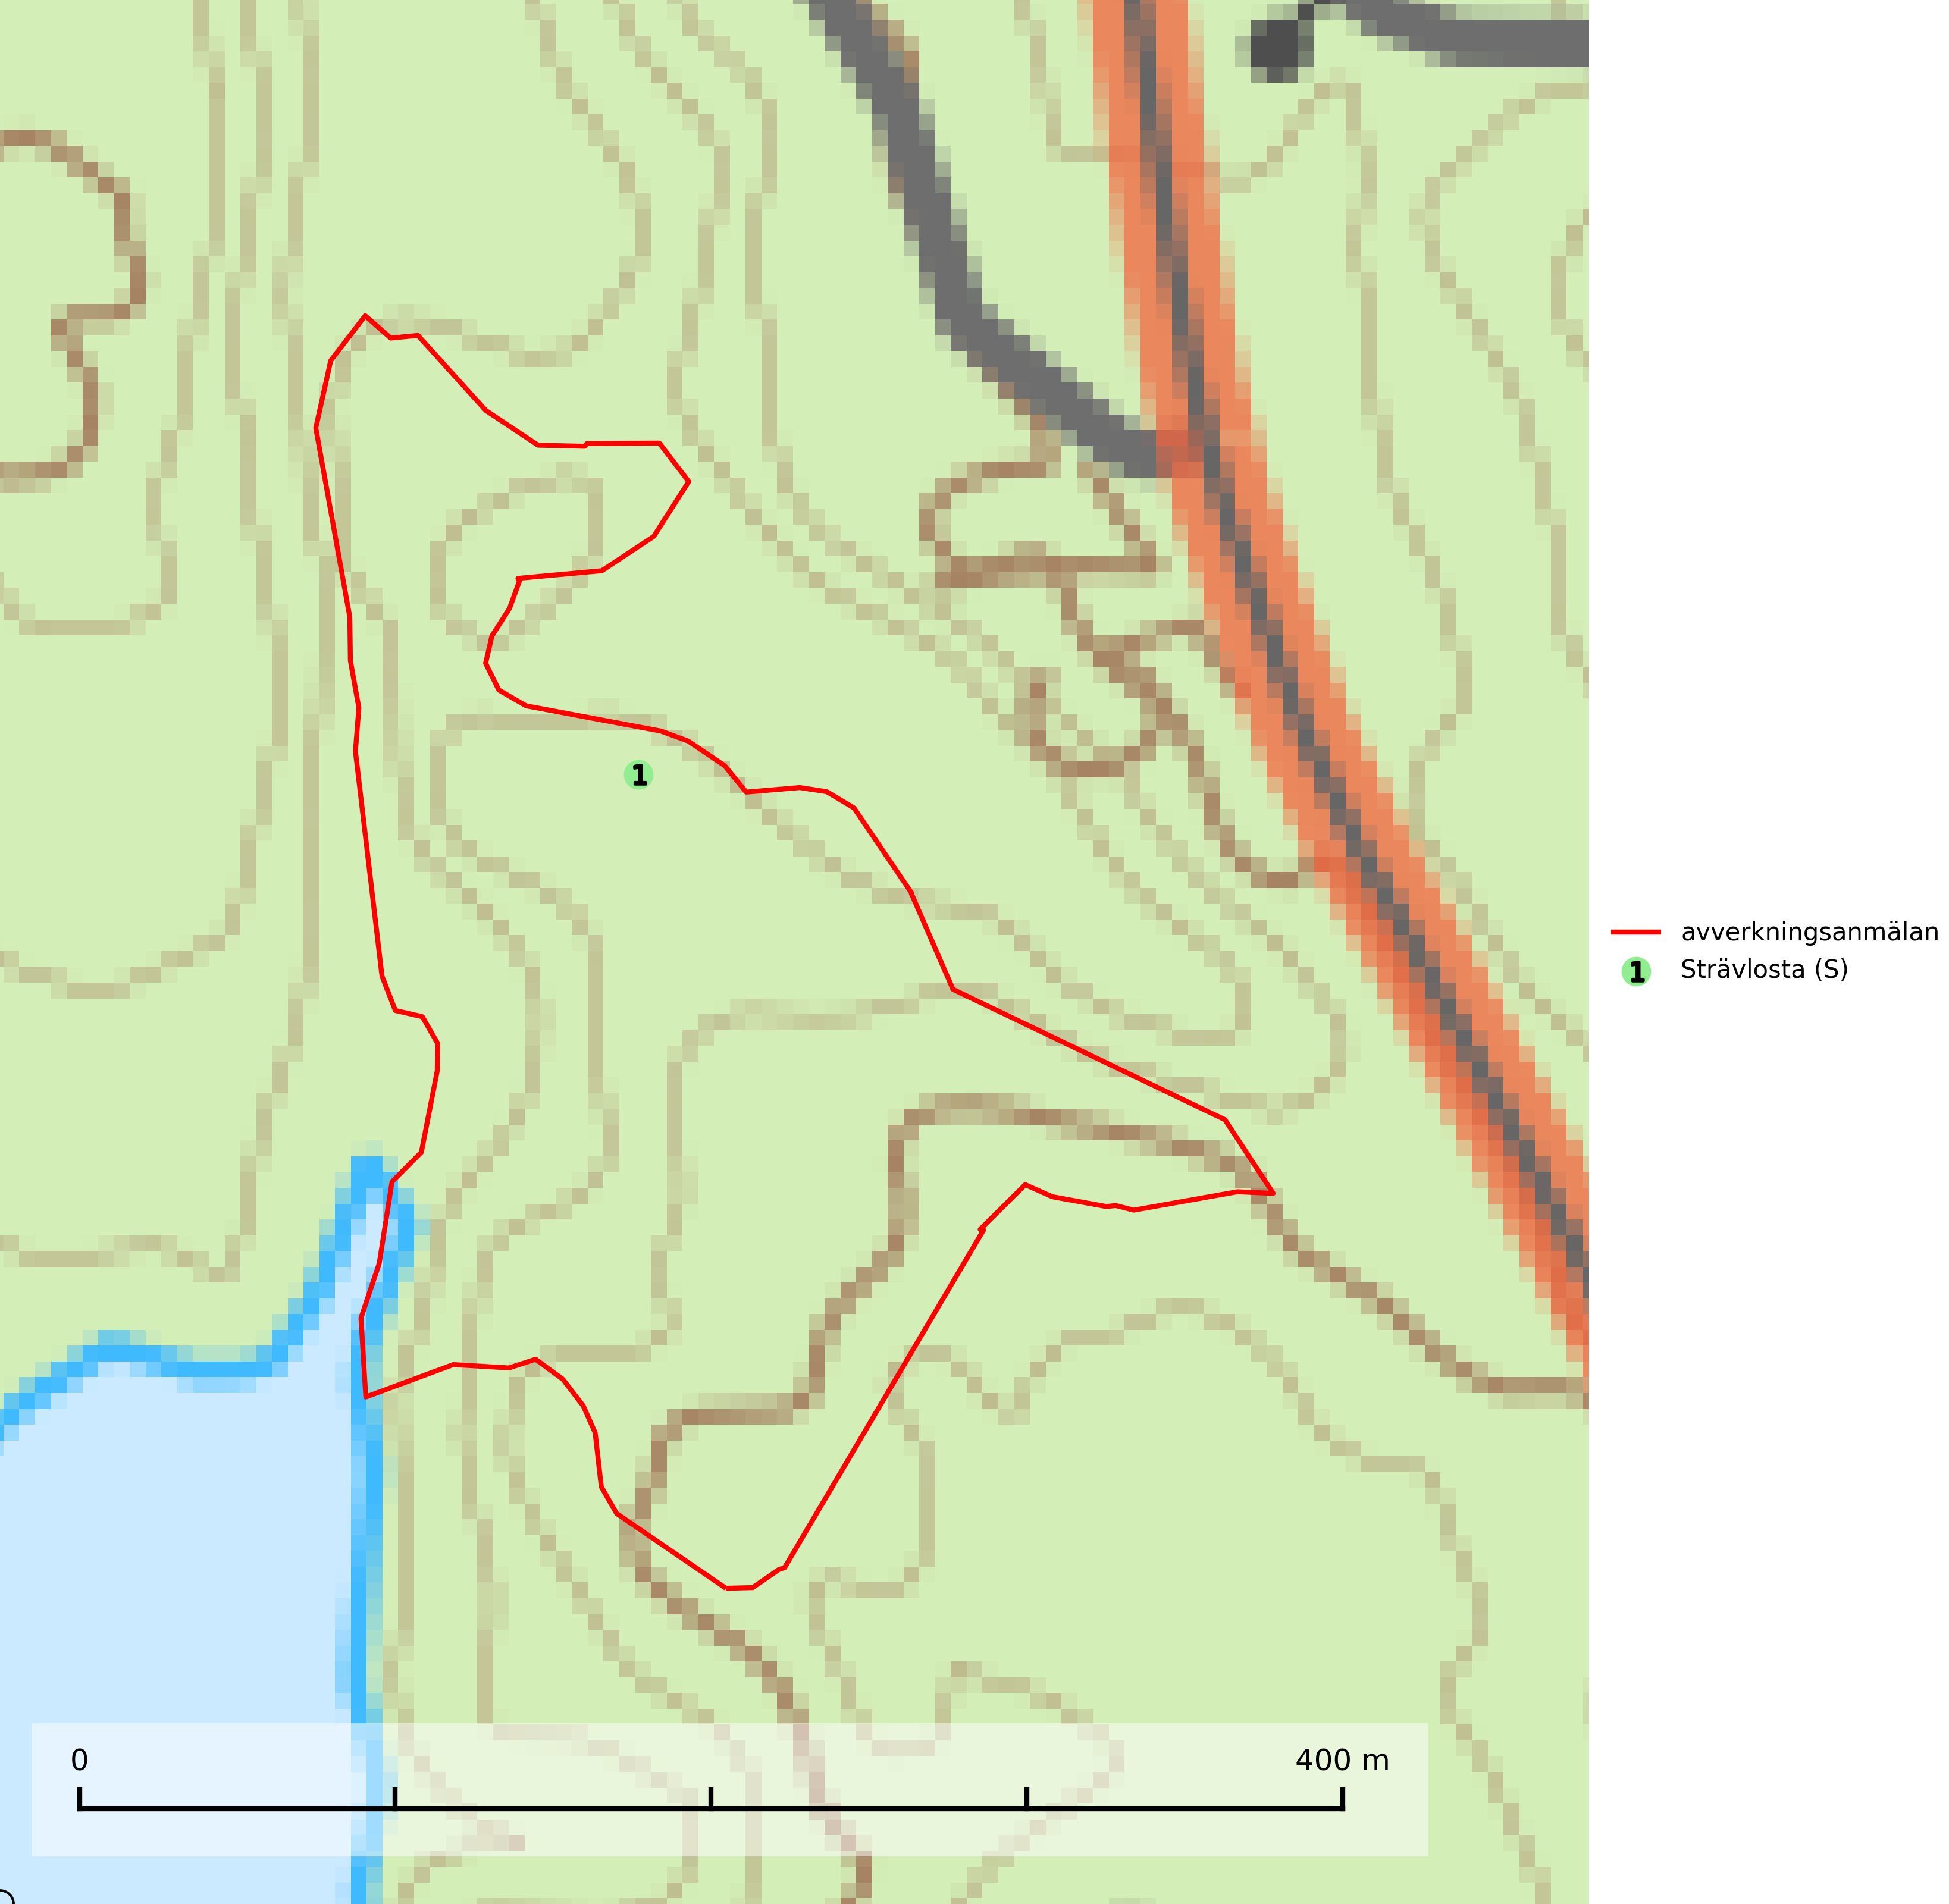 1
avverkningsanmälan
1 Strävlosta (S)
0 400 m